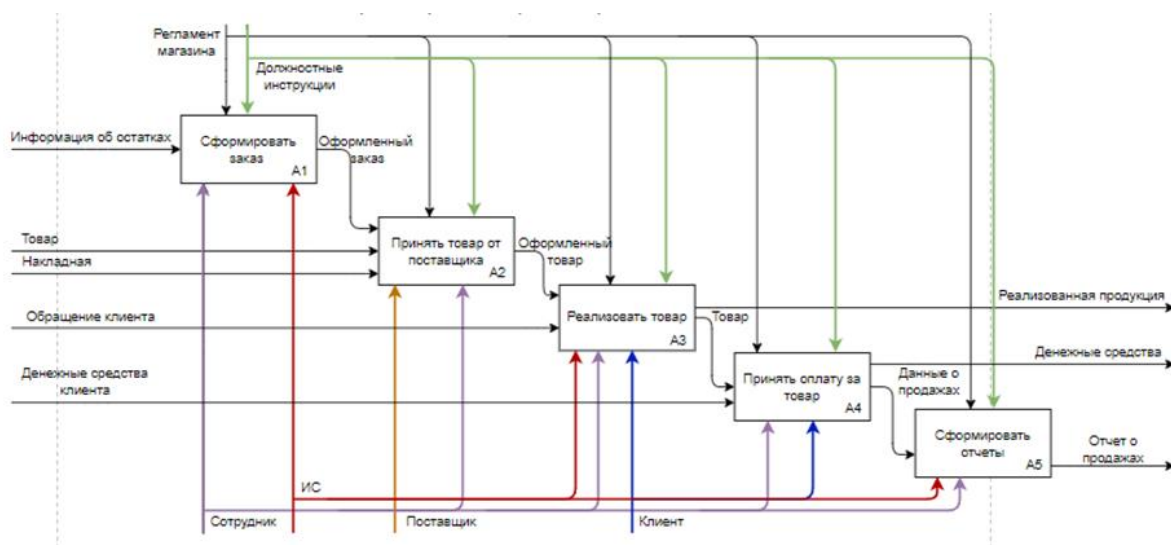 Регламент
магазина
Должностные
инструкции
Информация об остатках
Сформировать
заказ
А1
Оформленный
заказ
Товар
Накладная
Принять товар от
поставщика
А2
Оформленный
товар
Обращение клиента
Реализовать товар
А3
Товар
Реализованная продукция
Денежные средства
клиента
Принять оплату за
товар
А4
Денежные средства
Данные о
продажах
Сформировать
отчеты
А5
Отчет о
продажах
ИС
Сотрудник
Поставщик
Клиент